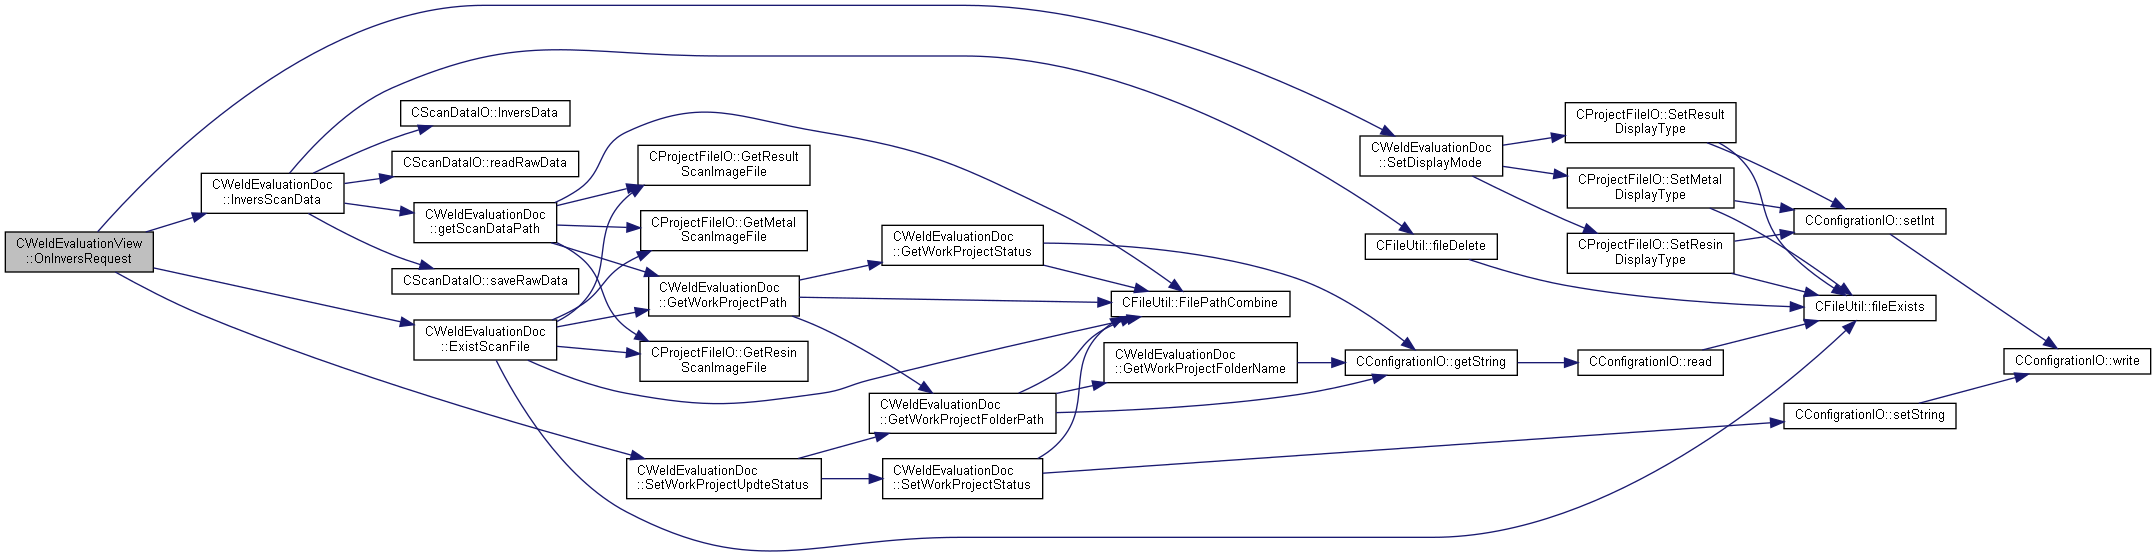 CWeldEvaluationView
::OnInversRequest
CWeldEvaluationDoc
::InversScanData
CScanDataIO::InversData
CScanDataIO::readRawData
CWeldEvaluationDoc
::getScanDataPath
CScanDataIO::saveRawData
CWeldEvaluationDoc
::ExistScanFile
CProjectFileIO::GetResult
ScanImageFile
CProjectFileIO::GetMetal
ScanImageFile
CWeldEvaluationDoc
::GetWorkProjectPath
CProjectFileIO::GetResin
ScanImageFile
CWeldEvaluationDoc
::SetWorkProjectUpdteStatus
CWeldEvaluationDoc
::GetWorkProjectStatus
CWeldEvaluationDoc
::GetWorkProjectFolderPath
CWeldEvaluationDoc
::SetWorkProjectStatus
CFileUtil::FilePathCombine
CWeldEvaluationDoc
::GetWorkProjectFolderName
CWeldEvaluationDoc
::SetDisplayMode
CFileUtil::fileDelete
CConfigrationIO::getString
CProjectFileIO::SetResult
DisplayType
CProjectFileIO::SetMetal
DisplayType
CProjectFileIO::SetResin
DisplayType
CConfigrationIO::read
CConfigrationIO::setInt
CFileUtil::fileExists
CConfigrationIO::setString
CConfigrationIO::write